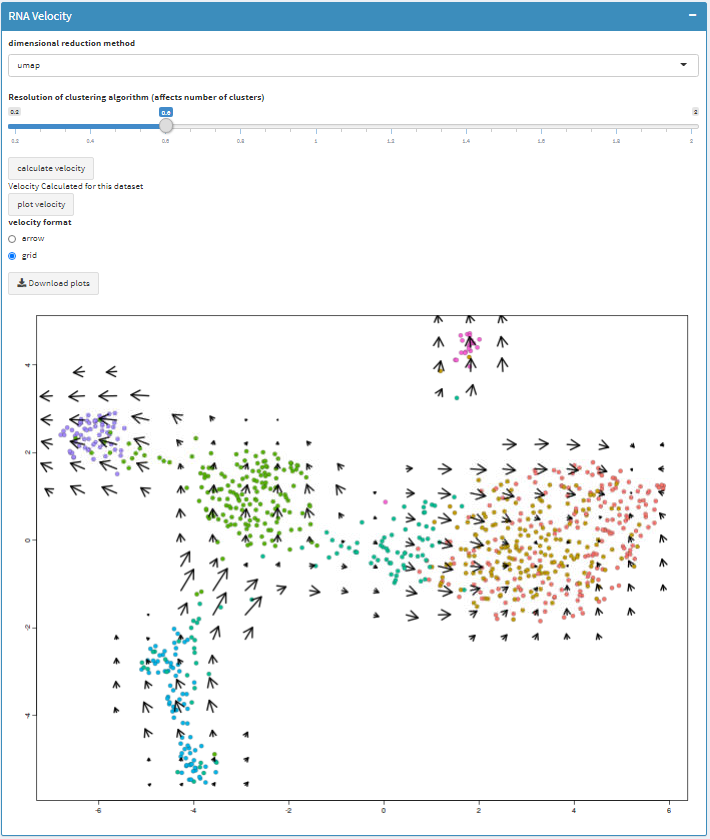 RNA Velocity
dimensional reduction method
umap
Resolution of clustering algorithm (affects number of clusters)
0.2 0.6 2
0.2 0.4 0.6 0.8 1 1.2 1.4 1.6 1.8 2
calculate velocity
Velocity Calculated for this dataset
plot velocity
velocity format
arrow
grid
Download plots
4
2
0
-2
-4
-6 -4 -2 0 2 4 6